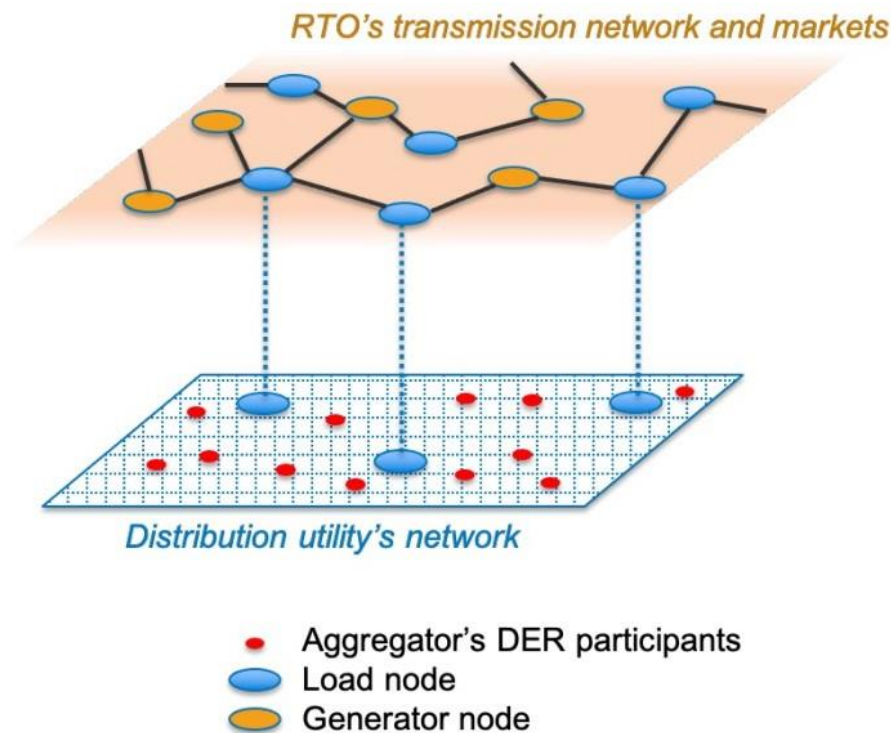 RTO’s transmission network and markets
Distribution utility’s network
Aggregator’s DER participants
Load node
Generator node